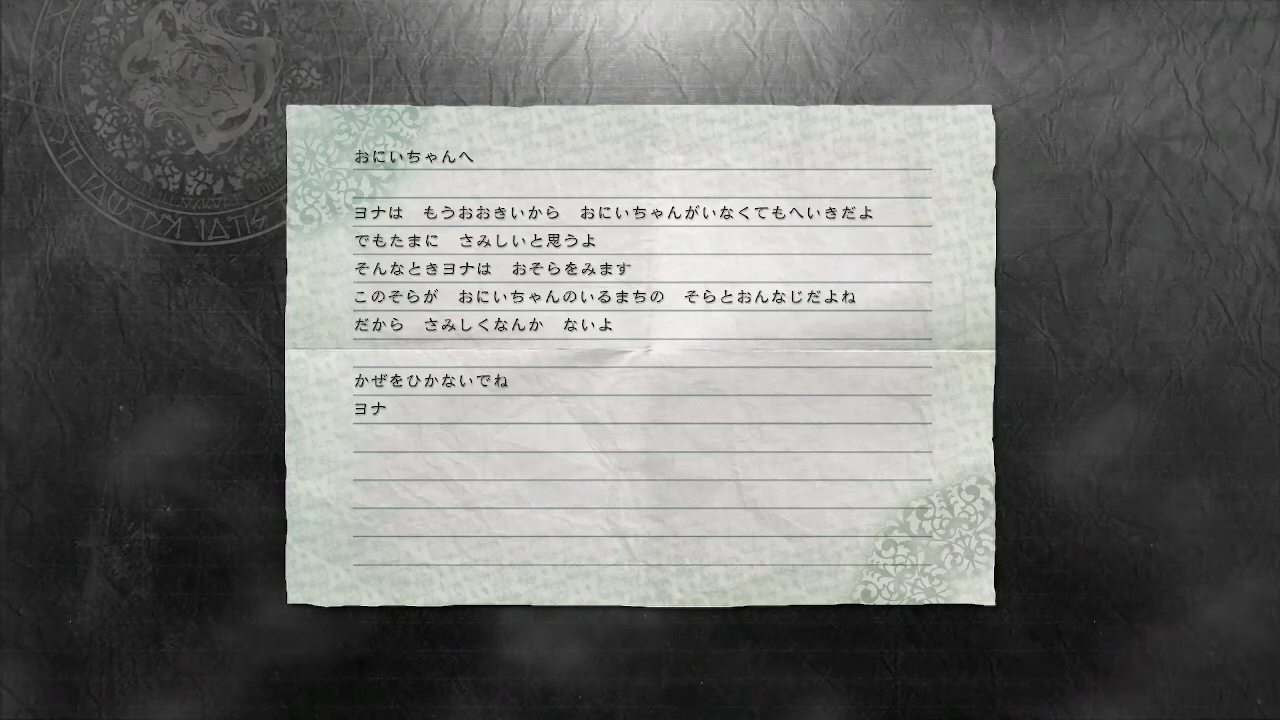 おにいちゃんへ
ヨナは　もうおおきいから　おにいちゃんがいなくてもへいきだよ
でもたまに　さみしいと思うよ
そんなときヨナは　おそらをみます
このそらが　おにいちゃんのいるまちの　そらとおんなじだよね
だから　さみしくなんか　ないよ
かぜをひかないでね
ヨナ